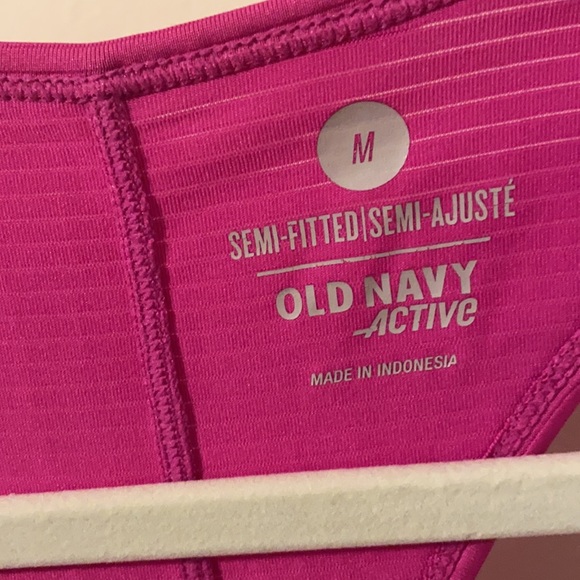 M
SEMI-FITTED|SEMI-AJUSTÉ
OLD NAVY
ACTIVE
MADE IN INDONESIA